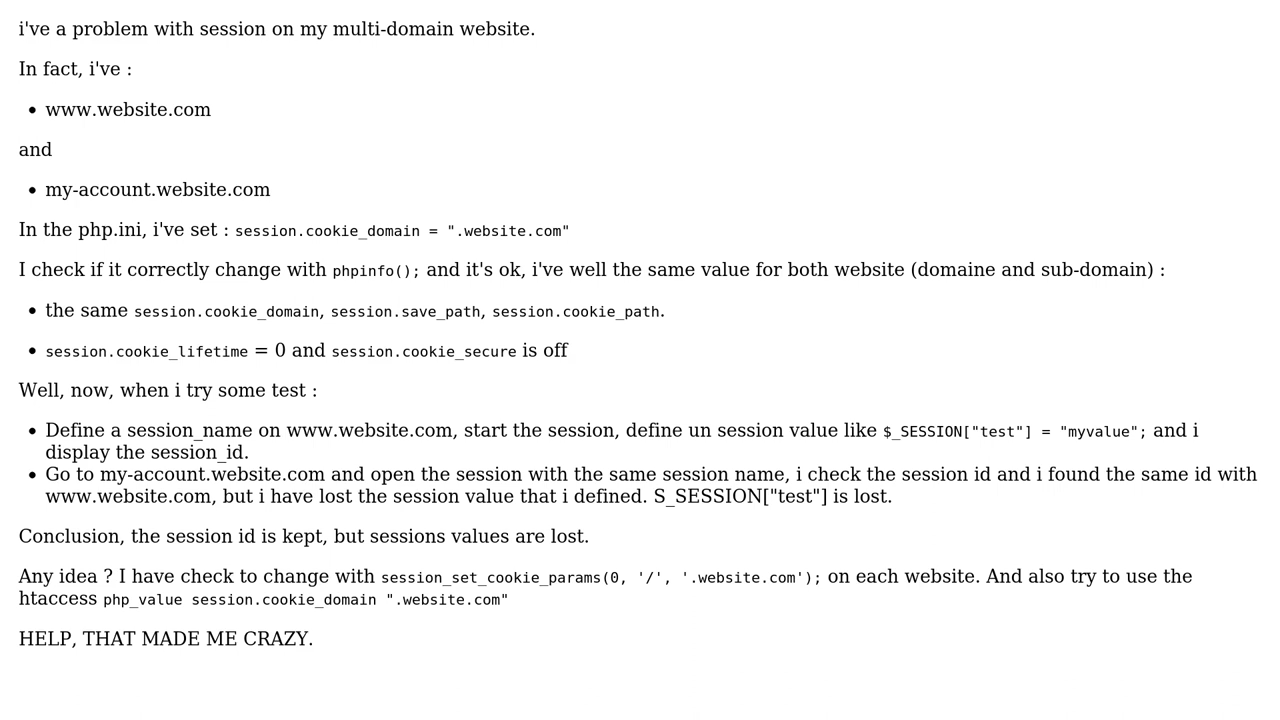 i've a problem with session on my multi-domain website.
In fact, i've :
• www.website.com
and
• my-account.website.com
In the php.ini, i've set : session.cookie_domain = ".website.com"
I check if it correctly change with phpinfo(); and it's ok, i've well the same value for both website (domaine and sub-domain) :
• the same session.cookie_domain, session.save_path, session.cookie_path.
• session.cookie_lifetime = 0 and session.cookie_secure is off
Well, now, when i try some test :
• Define a session_name on www.website.com, start the session, define un session value like $_SESSION["test"] = "myvalue"; and i
display the session_id.
• Go to my-account.website.com and open the session with the same session name, i check the session id and i found the same id with
www.website.com, but i have lost the session value that i defined. S_SESSION["test"] is lost.
Conclusion, the session id is kept, but sessions values are lost.
Any idea ? I have check to change with session_set_cookie_params(0, '/', '.website.com'); on each website. And also try to use the
htaccess php_value session.cookie_domain ".website.com"
HELP, THAT MADE ME CRAZY.